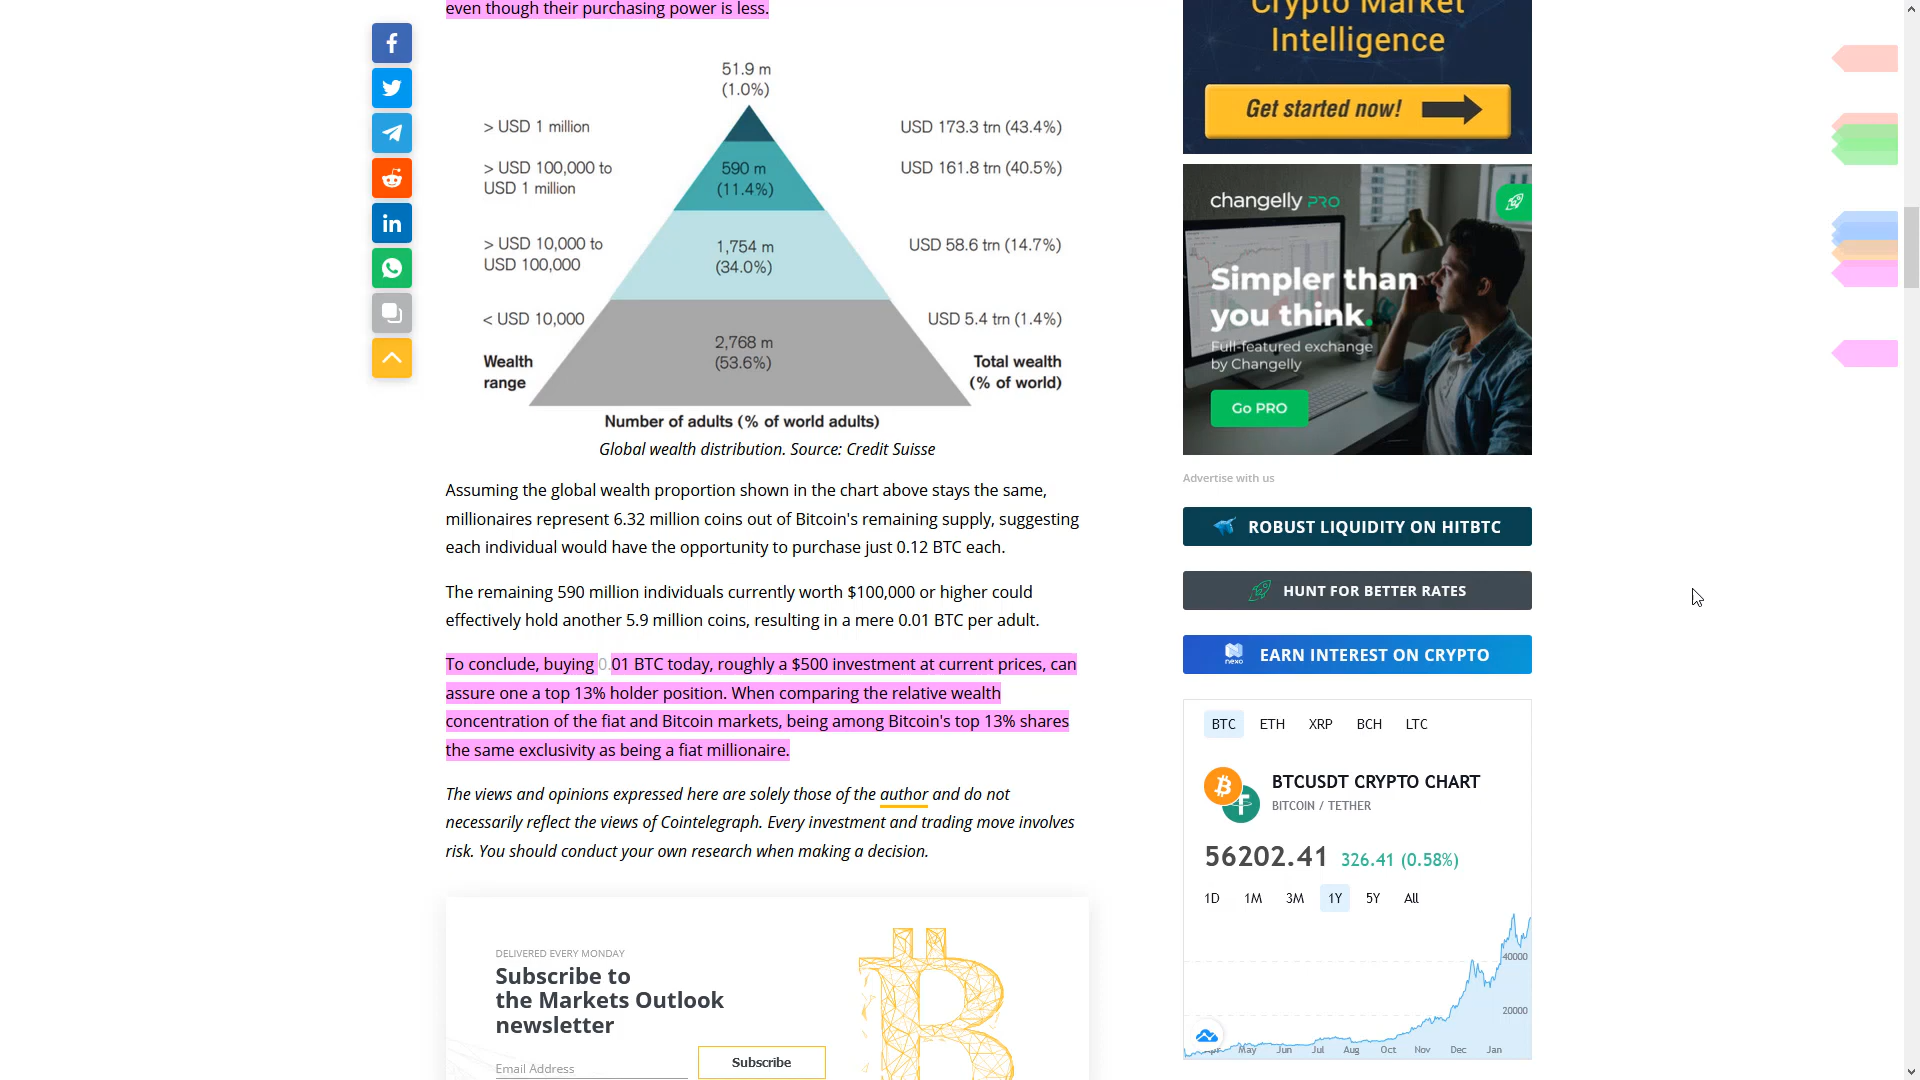 even though their purchasing power is less.
51.9 m
(1.0%)
> USD 1 million
USD 173.3 trn (43.4%)
> USD 100,000 to
USD 1 million
590 m
(11.4%)
USD 161.8 trn (40.5%)
> USD 10,000 to
USD 100,000
1,754 m
(34.0%)
USD 58.6 trn (14.7%)
< USD 10,000
2,768 m
(53.6%)
USD 5.4 trn (1.4%)
Wealth
range
Total wealth
(% of world)
Number of adults (% of world adults)
Global wealth distribution. Source: Credit Suisse
Assuming the global wealth proportion shown in the chart above stays the same,
millionaires represent 6.32 million coins out of Bitcoin's remaining supply, suggesting
each individual would have the opportunity to purchase just 0.12 BTC each.
The remaining 590 million individuals currently worth $100,000 or higher could
effectively hold another 5.9 million coins, resulting in a mere 0.01 BTC per adult.
To conclude, buying 0.01 BTC today, roughly a $500 investment at current prices, can
assure one a top 13% holder position. When comparing the relative wealth
concentration of the fiat and Bitcoin markets, being among Bitcoin's top 13% shares
the same exclusivity as being a fiat millionaire.
The views and opinions expressed here are solely those of the author and do not
necessarily reflect the views of Cointelegraph. Every investment and trading move involves
risk. You should conduct your own research when making a decision.
DELIVERED EVERY MONDAY
Subscribe to
the Markets Outlook
newsletter
Email Address
Subscribe
Crypto Market
Intelligence
Get started now!
changelly PRO
Simpler than
you think.
Full-featured exchange
by Changelly
Go PRO
Advertise with us
ROBUST LIQUIDITY ON HITBTC
HUNT FOR BETTER RATES
nexo
EARN INTEREST ON CRYPTO
BTC ETH XRP BCH LTC
BTCUSDT CRYPTO CHART
BITCOIN / TETHER
56202.41 326.41 (0.58%)
1D 1M 3M 1Y 5Y All
40000
20000
Apr May Jun Jul Aug Oct Nov Dec Jan